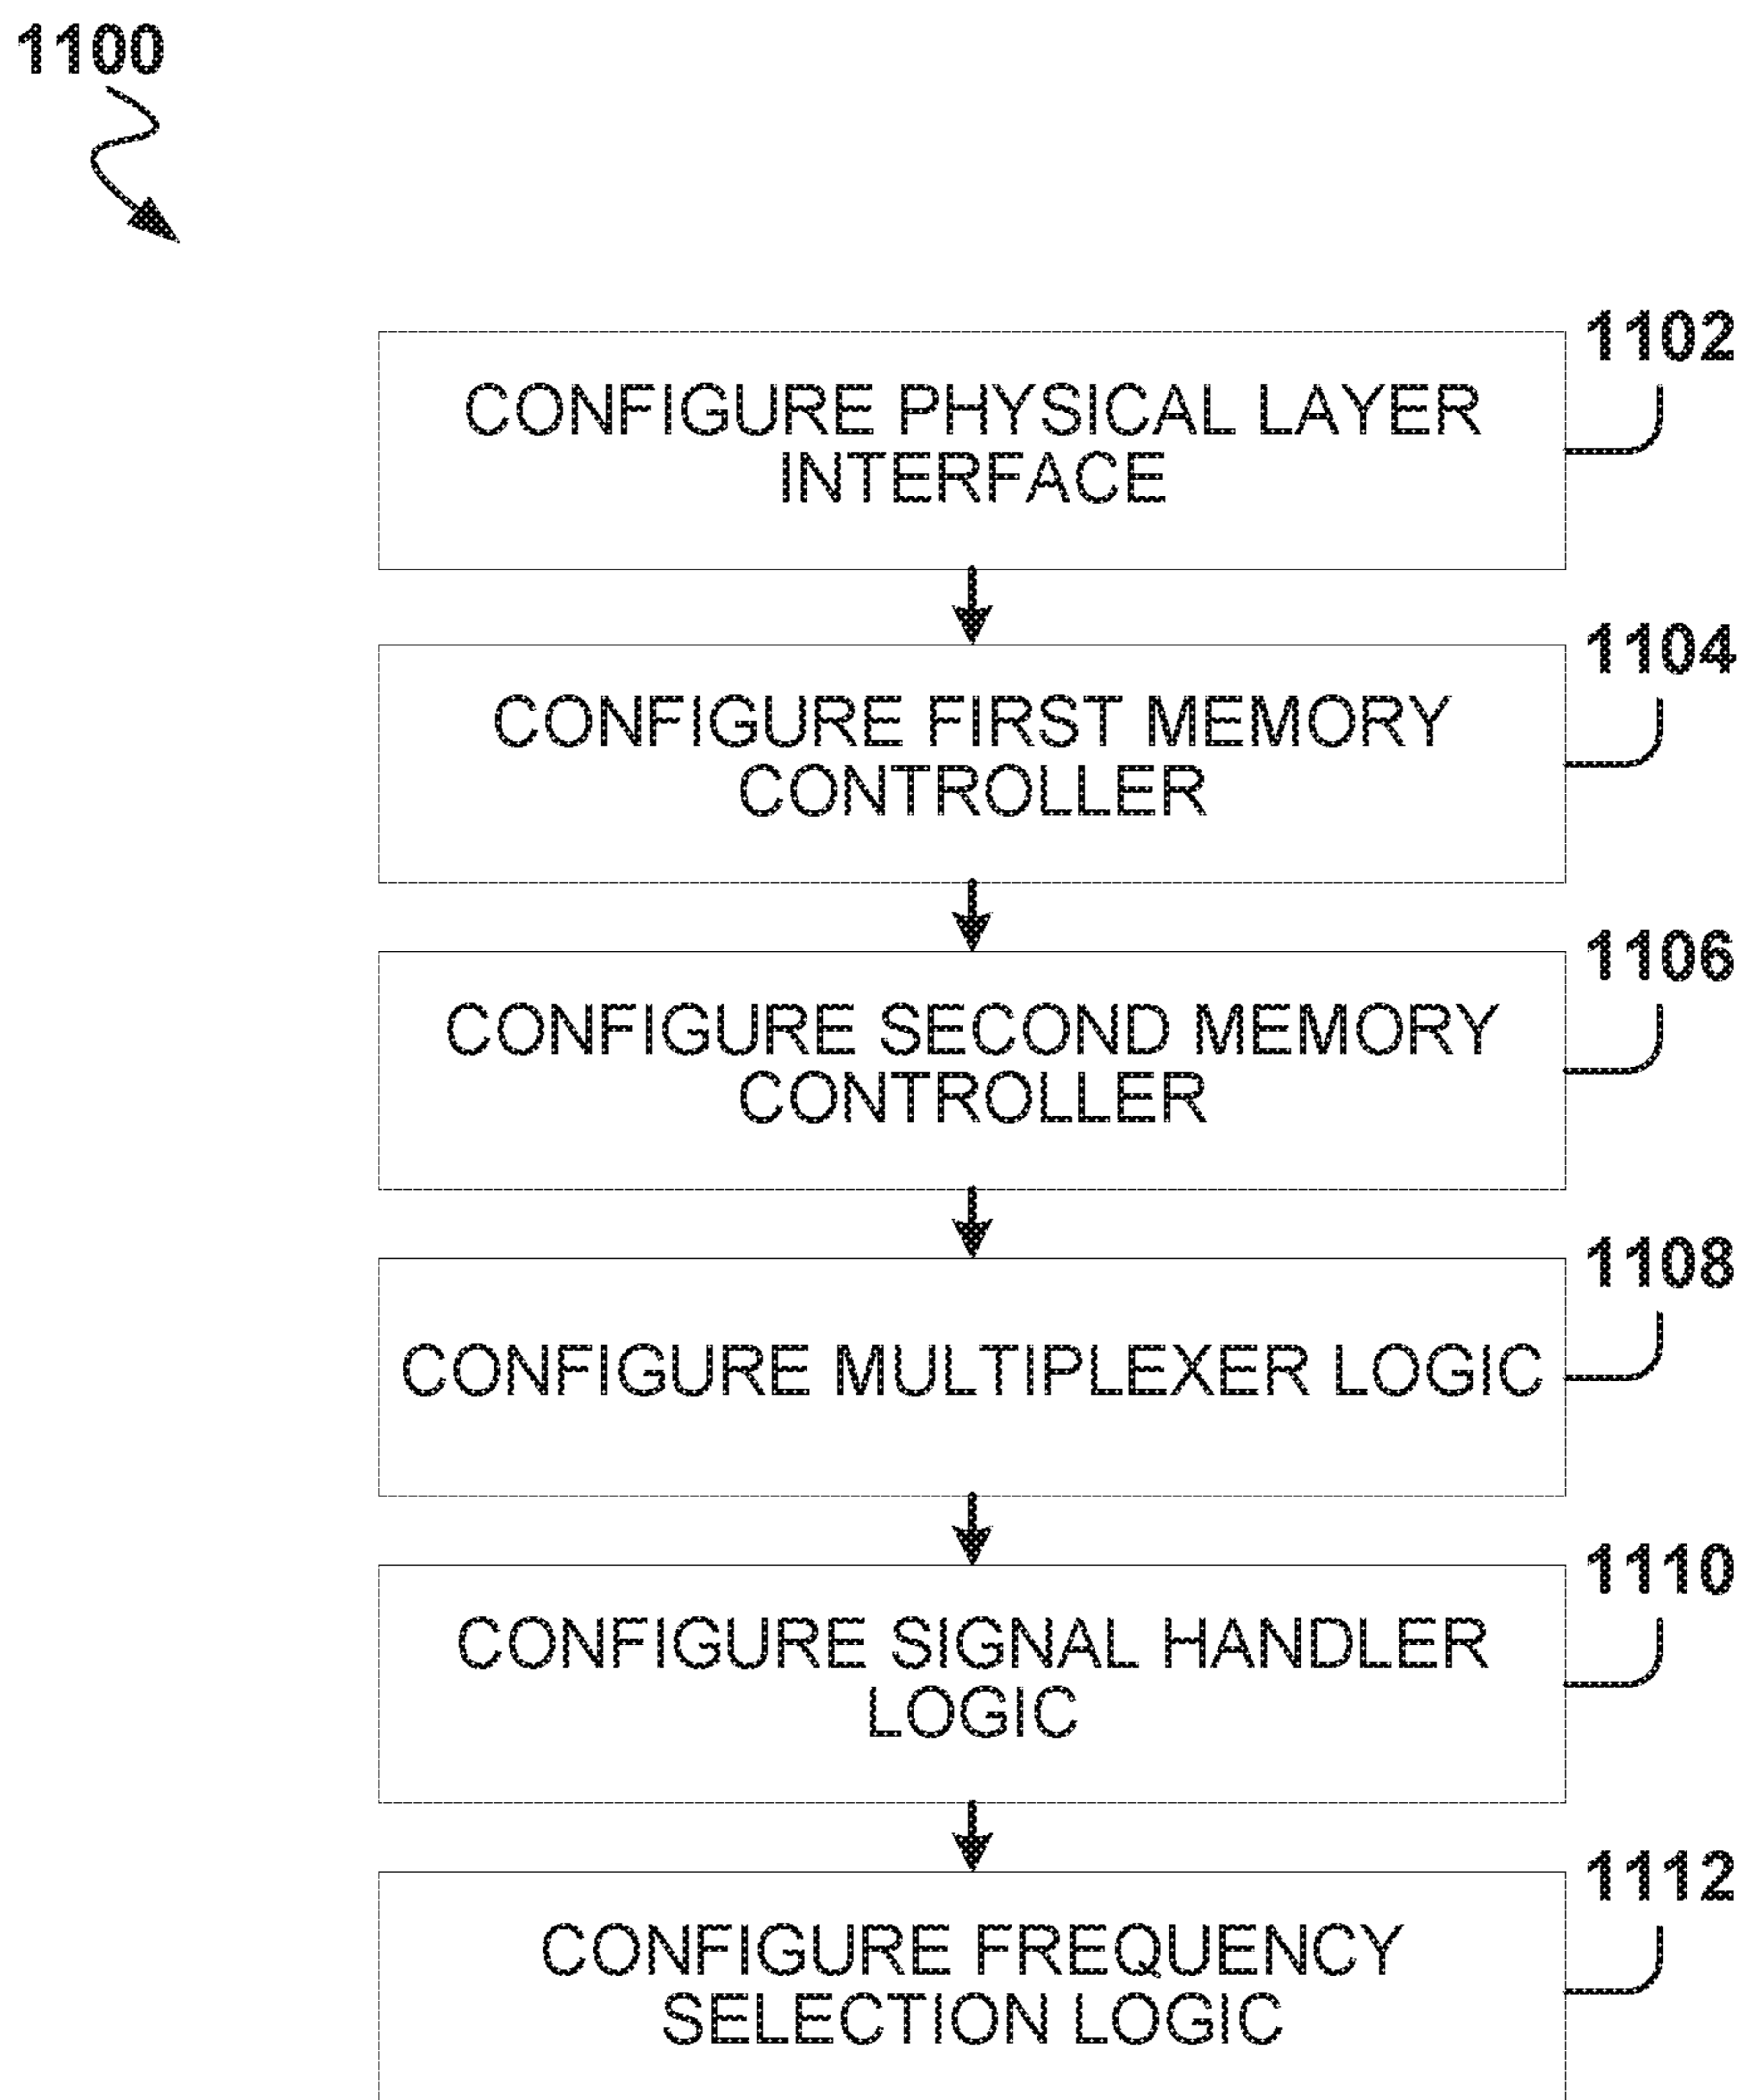 1100
1102
CONFIGURE PHYSICAL LAYER
INTERFACE
1104
CONFIGURE FIRST MEMORY
CONTROLLER
1106
CONFIGURE SECOND MEMORY
CONTROLLER
1108
CONFIGURE MULTIPLEXER LOGIC
1110
CONFIGURE SIGNAL HANDLER
LOGIC
1112
CONFIGURE FREQUENCY
SELECTION LOGIC